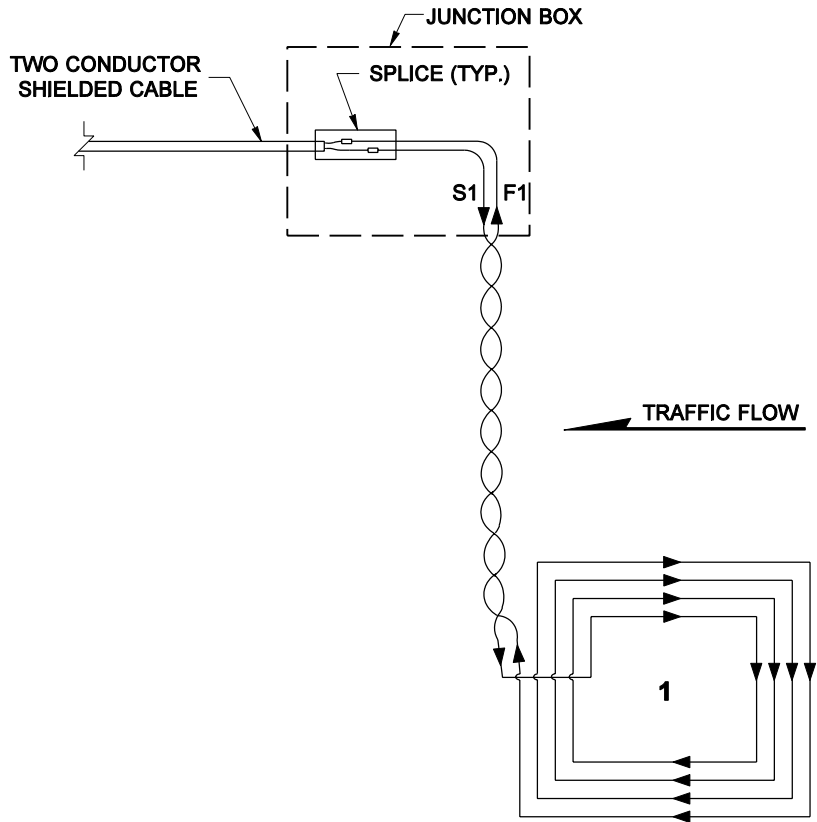 JUNCTION BOX
TWO CONDUCTOR
SHIELDED CABLE
SPLICE (TYP.)
S1
F1
TRAFFIC FLOW
1